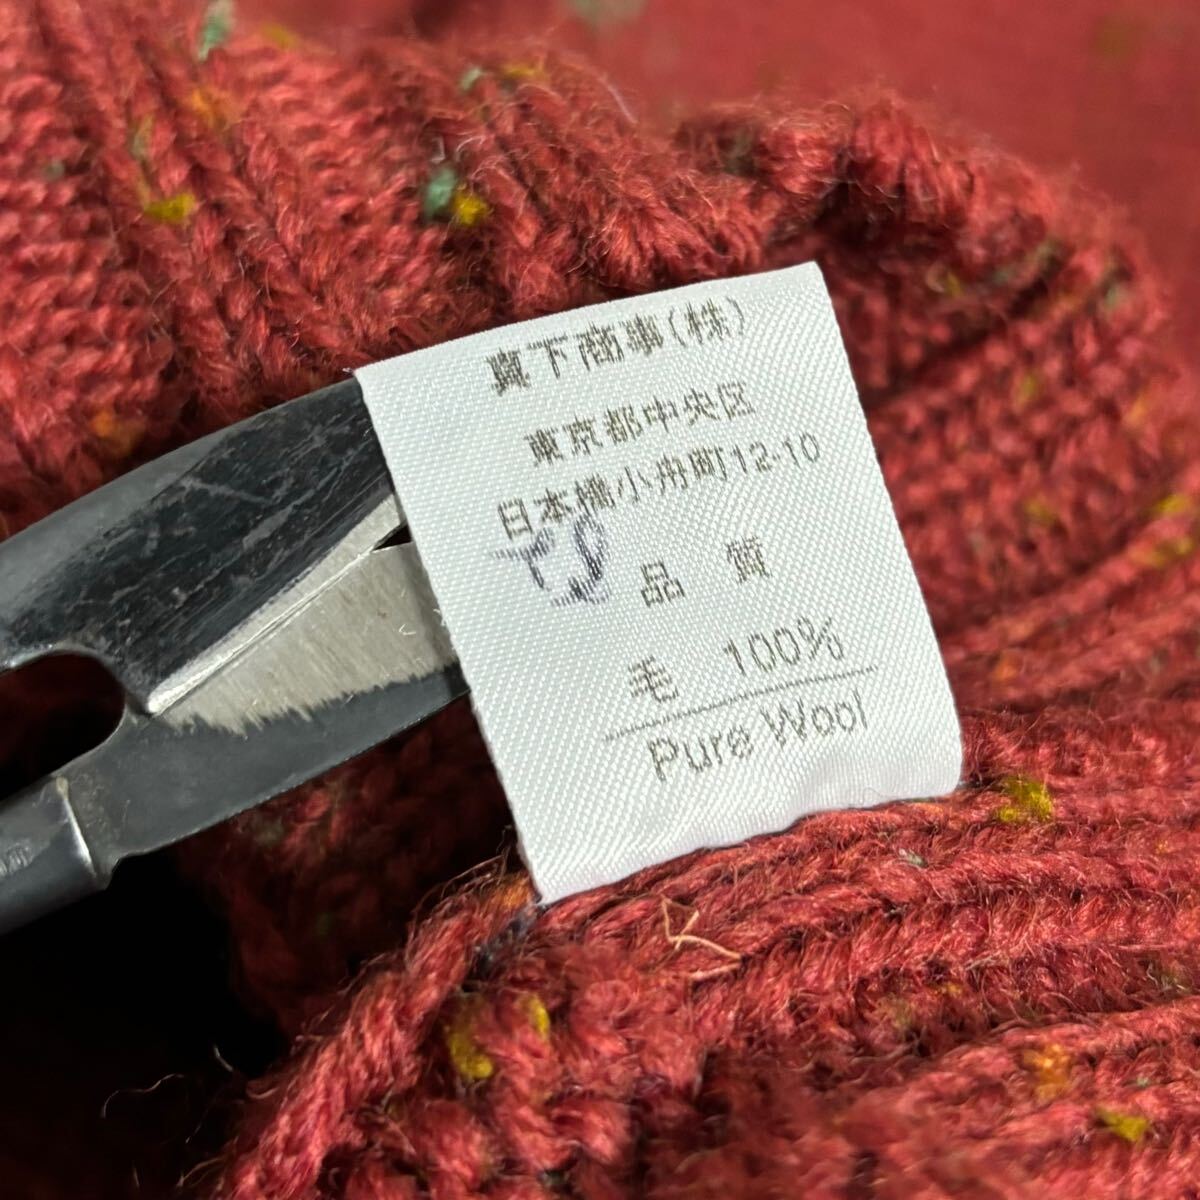 真下商事(株)
東京都中央区
日本橋小舟町12-10
品 質
毛 100%
Pure Wool